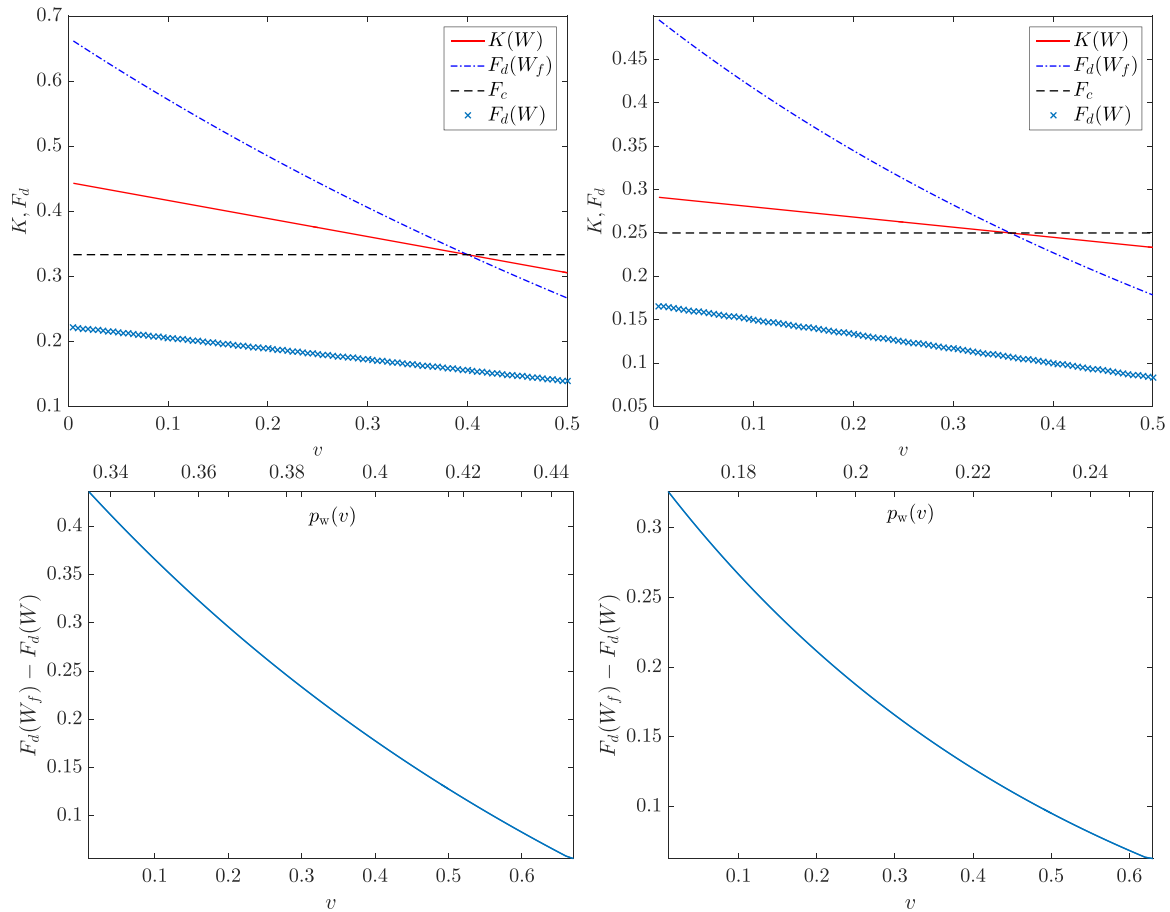 0.7
0.6
0.5
0.4
0.3
0.2
0.1
K, F_d
K(W)
F_d(W_f)
F_c
F_d(W)
0 0.1 0.2 0.3 0.4 0.5
v
0.45
0.4
0.35
0.3
0.25
0.2
0.15
0.1
0.05
K, F_d
K(W)
F_d(W_f)
F_c
F_d(W)
0 0.1 0.2 0.3 0.4 0.5
v
0.34 0.36 0.38 0.4 0.42 0.44
p_w(v)
0.4
0.35
0.3
0.25
0.2
0.15
0.1
F_d(W_f) − F_d(W)
0.1 0.2 0.3 0.4 0.5 0.6
v
0.18 0.2 0.22 0.24
p_w(v)
0.3
0.25
0.2
0.15
0.1
F_d(W_f) − F_d(W)
0.1 0.2 0.3 0.4 0.5 0.6
v